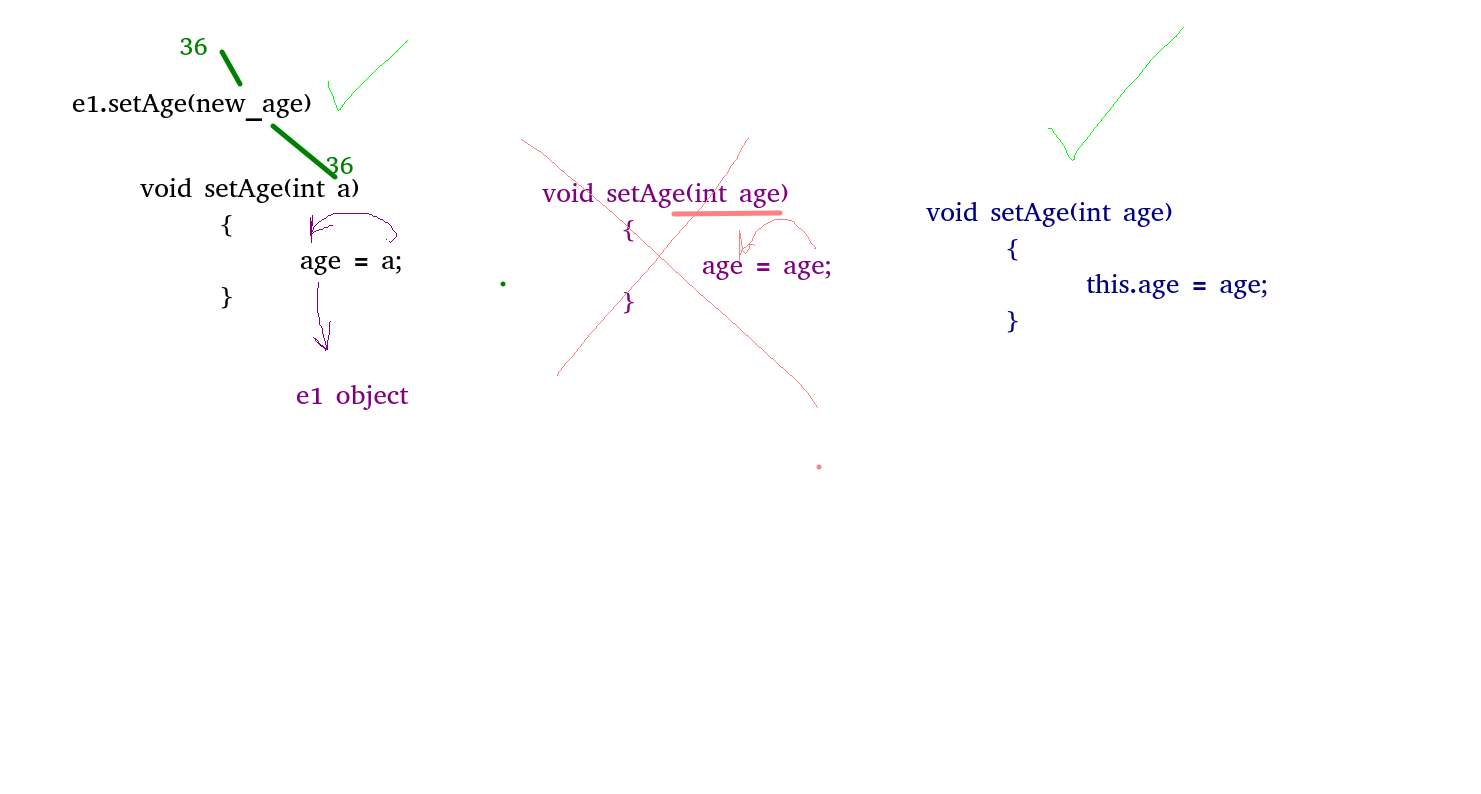 36
e1.setAge(new_age)
36
void setAge(int a)
{
age = a;
}
e1 object
void setAge(int age)
{
age = age;
}
void setAge(int age)
{
this.age = age;
}